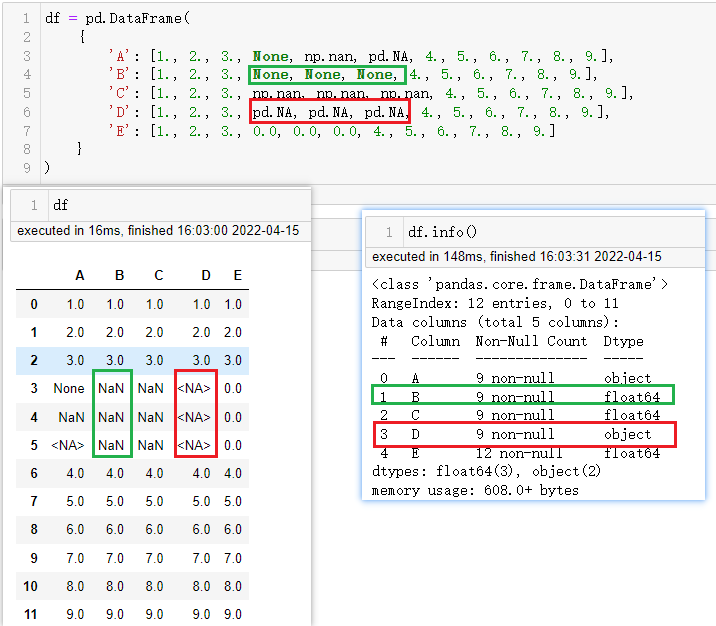 1 df = pd.DataFrame(
2 {
3 'A': [1., 2., 3., None, np.nan, pd.NA, 4., 5., 6., 7., 8., 9.],
4 'B': [1., 2., 3., None, None, None, 4., 5., 6., 7., 8., 9.],
5 'C': [1., 2., 3., np.nan, np.nan, np.nan, 4., 5., 6., 7., 8., 9.],
6 'D': [1., 2., 3., pd.NA, pd.NA, pd.NA, 4., 5., 6., 7., 8., 9.],
7 'E': [1., 2., 3., 0.0, 0.0, 0.0, 4., 5., 6., 7., 8., 9.]
8 }
9 )
1 df
executed in 16ms, finished 16:03:00 2022-04-15
A B C D E
0 1.0 1.0 1.0 1.0 1.0
1 2.0 2.0 2.0 2.0 2.0
2 3.0 3.0 3.0 3.0 3.0
3 None NaN NaN <NA> 0.0
4 NaN NaN NaN <NA> 0.0
5 <NA> NaN NaN <NA> 0.0
6 4.0 4.0 4.0 4.0 4.0
7 5.0 5.0 5.0 5.0 5.0
8 6.0 6.0 6.0 6.0 6.0
9 7.0 7.0 7.0 7.0 7.0
10 8.0 8.0 8.0 8.0 8.0
11 9.0 9.0 9.0 9.0 9.0
1 df.info()
executed in 148ms, finished 16:03:31 2022-04-15
<class 'pandas.core.frame.DataFrame'>
RangeIndex: 12 entries, 0 to 11
Data columns (total 5 columns):
# Column Non-Null Count Dtype
--- ------ -------------- -----
0 A 9 non-null object
1 B 9 non-null float64
2 C 9 non-null float64
3 D 9 non-null object
4 E 12 non-null float64
dtypes: float64(3), object(2)
memory usage: 608.0+ bytes